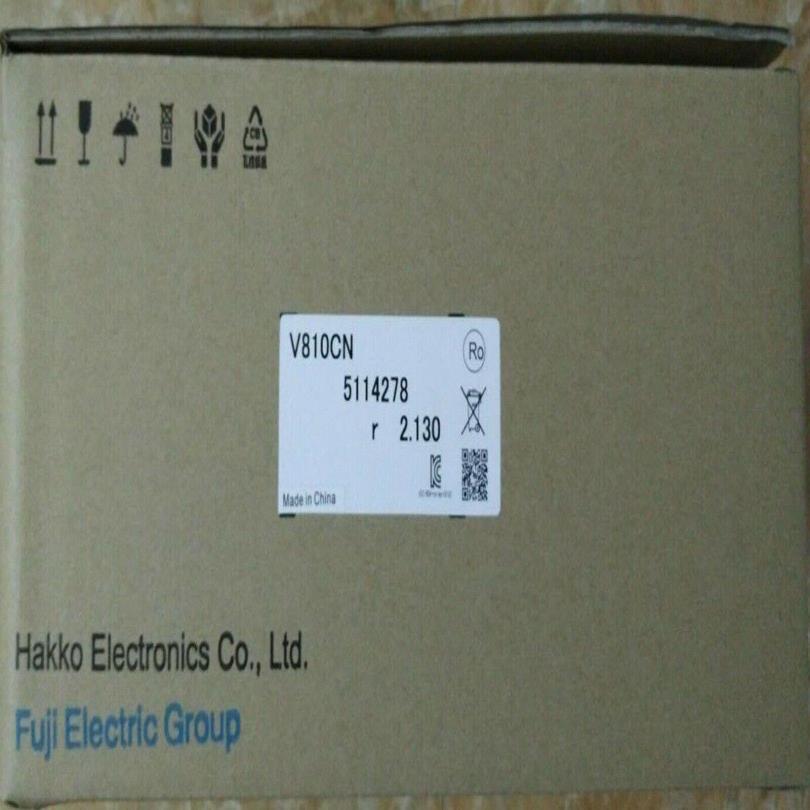 V810CN
Ro
5114278
r 2.130
Made in China
Hakko Electronics Co., Ltd.
Fuji Electric Group